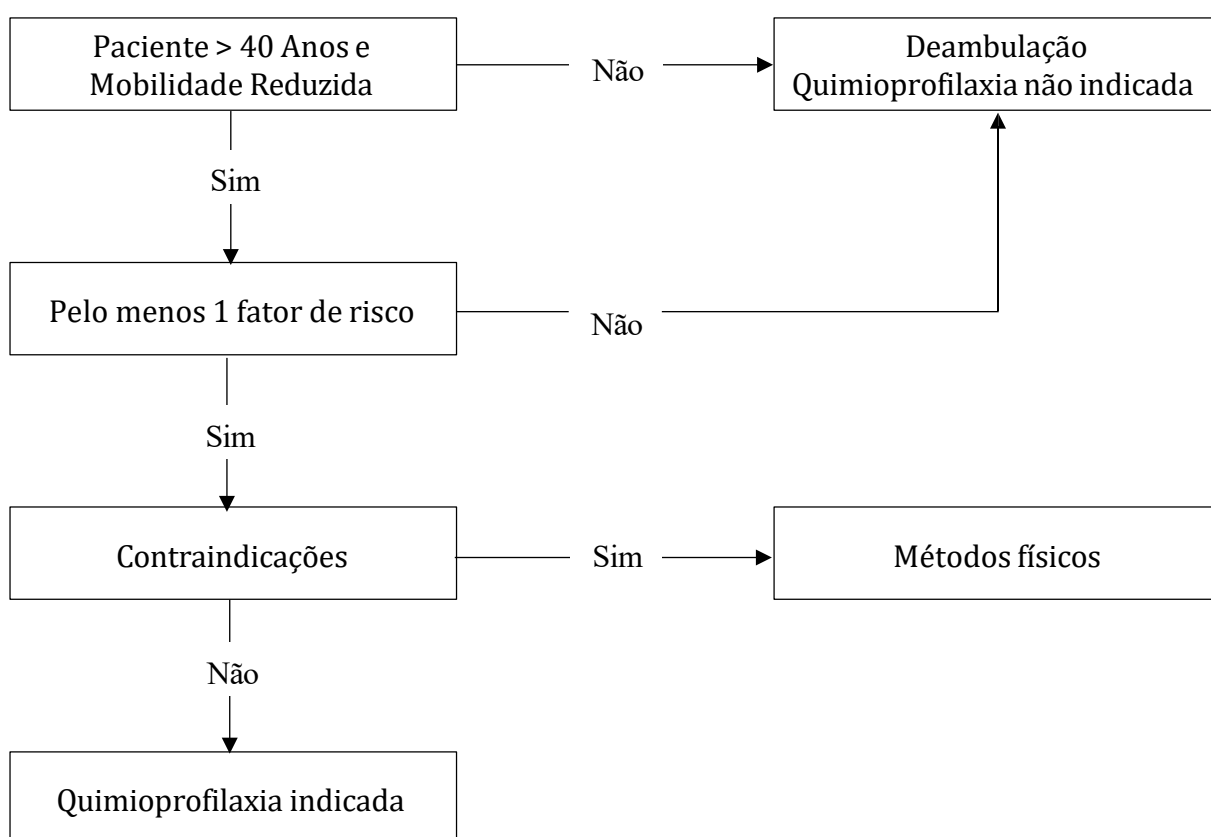 Paciente > 40 Anos e
Mobilidade Reduzida
Não
Deambulação
Quimioprofilaxia não indicada
Sim
Pelo menos 1 fator de risco
Não
Sim
Contraindicações
Sim
Métodos físicos
Não
Quimioprofilaxia indicada